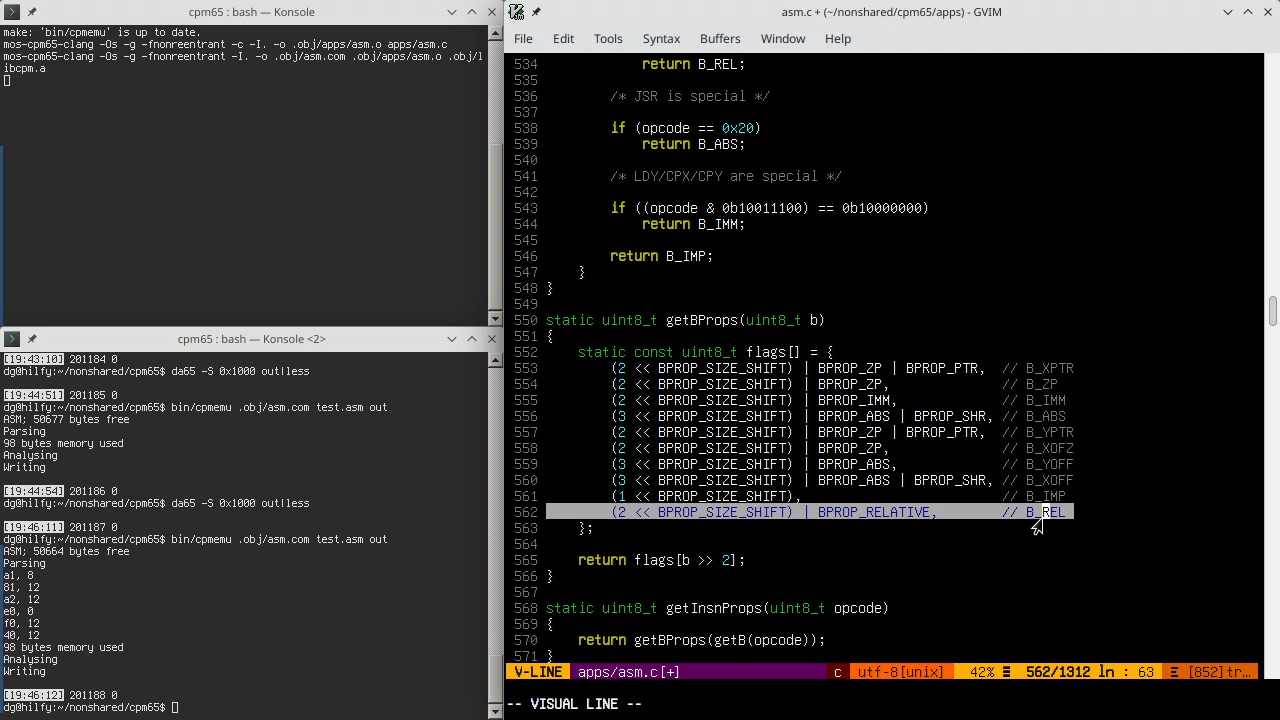 cpm65 : bash — Konsole
make: 'bin/cpmemu' is up to date.
mos-cpm65-clang -Os -g -fnonreentrant -c -I. -o .obj/apps/asm.o apps/asm.c
mos-cpm65-clang -Os -g -fnonreentrant -I. -o .obj/asm.com .obj/apps/asm.o .obj/l
ibcpm.a
cpm65 : bash — Konsole <2>
[19:43:10] 201184 0
dg@hilfy:~/nonshared/cpm65$ da65 -S 0x1000 out|less
[19:44:51] 201185 0
dg@hilfy:~/nonshared/cpm65$ bin/cpmemu .obj/asm.com test.asm out
ASM; 50677 bytes free
Parsing
98 bytes memory used
Analysing
Writing
[19:44:54] 201186 0
dg@hilfy:~/nonshared/cpm65$ da65 -S 0x1000 out|less
[19:46:11] 201187 0
dg@hilfy:~/nonshared/cpm65$ bin/cpmemu .obj/asm.com test.asm out
ASM; 50664 bytes free
Parsing
a1, 8
81, 12
a2, 12
e0, 0
f0, 12
40, 12
98 bytes memory used
Analysing
Writing
[19:46:12] 201188 0
dg@hilfy:~/nonshared/cpm65$
asm.c + (~/nonshared/cpm65/apps) - GVIM
File Edit Tools Syntax Buffers Window Help
534 return B_REL;
535
536 /* JSR is special */
537
538 if (opcode == 0x20)
539 return B_ABS;
540
541 /* LDY/CPX/CPY are special */
542
543 if ((opcode & 0b10011100) == 0b10000000)
544 return B_IMM;
545
546 return B_IMP;
547 }
548 }
549
550 static uint8_t getBProps(uint8_t b)
551 {
552 static const uint8_t flags[] = {
553 (2 << BPROP_SIZE_SHIFT) | BPROP_ZP | BPROP_PTR, // B_XPTR
554 (2 << BPROP_SIZE_SHIFT) | BPROP_ZP, // B_ZP
555 (2 << BPROP_SIZE_SHIFT) | BPROP_IMM, // B_IMM
556 (3 << BPROP_SIZE_SHIFT) | BPROP_ABS | BPROP_SHR, // B_ABS
557 (2 << BPROP_SIZE_SHIFT) | BPROP_ZP | BPROP_PTR, // B_YPTR
558 (2 << BPROP_SIZE_SHIFT) | BPROP_ZP, // B_XOFZ
559 (3 << BPROP_SIZE_SHIFT) | BPROP_ABS, // B_YOFF
560 (3 << BPROP_SIZE_SHIFT) | BPROP_ABS | BPROP_SHR, // B_XOFF
561 (1 << BPROP_SIZE_SHIFT), // B_IMP
562 (2 << BPROP_SIZE_SHIFT) | BPROP_RELATIVE, // B_REL
563 };
564
565 return flags[b >> 2];
566 }
567
568 static uint8_t getInsnProps(uint8_t opcode)
569 {
570 return getBProps(getB(opcode));
571 }
V-LINE apps/asm.c[+] c utf-8[unix] 42% ≡ 562/1312 ln : 63 Ξ [852]tr…
-- VISUAL LINE --